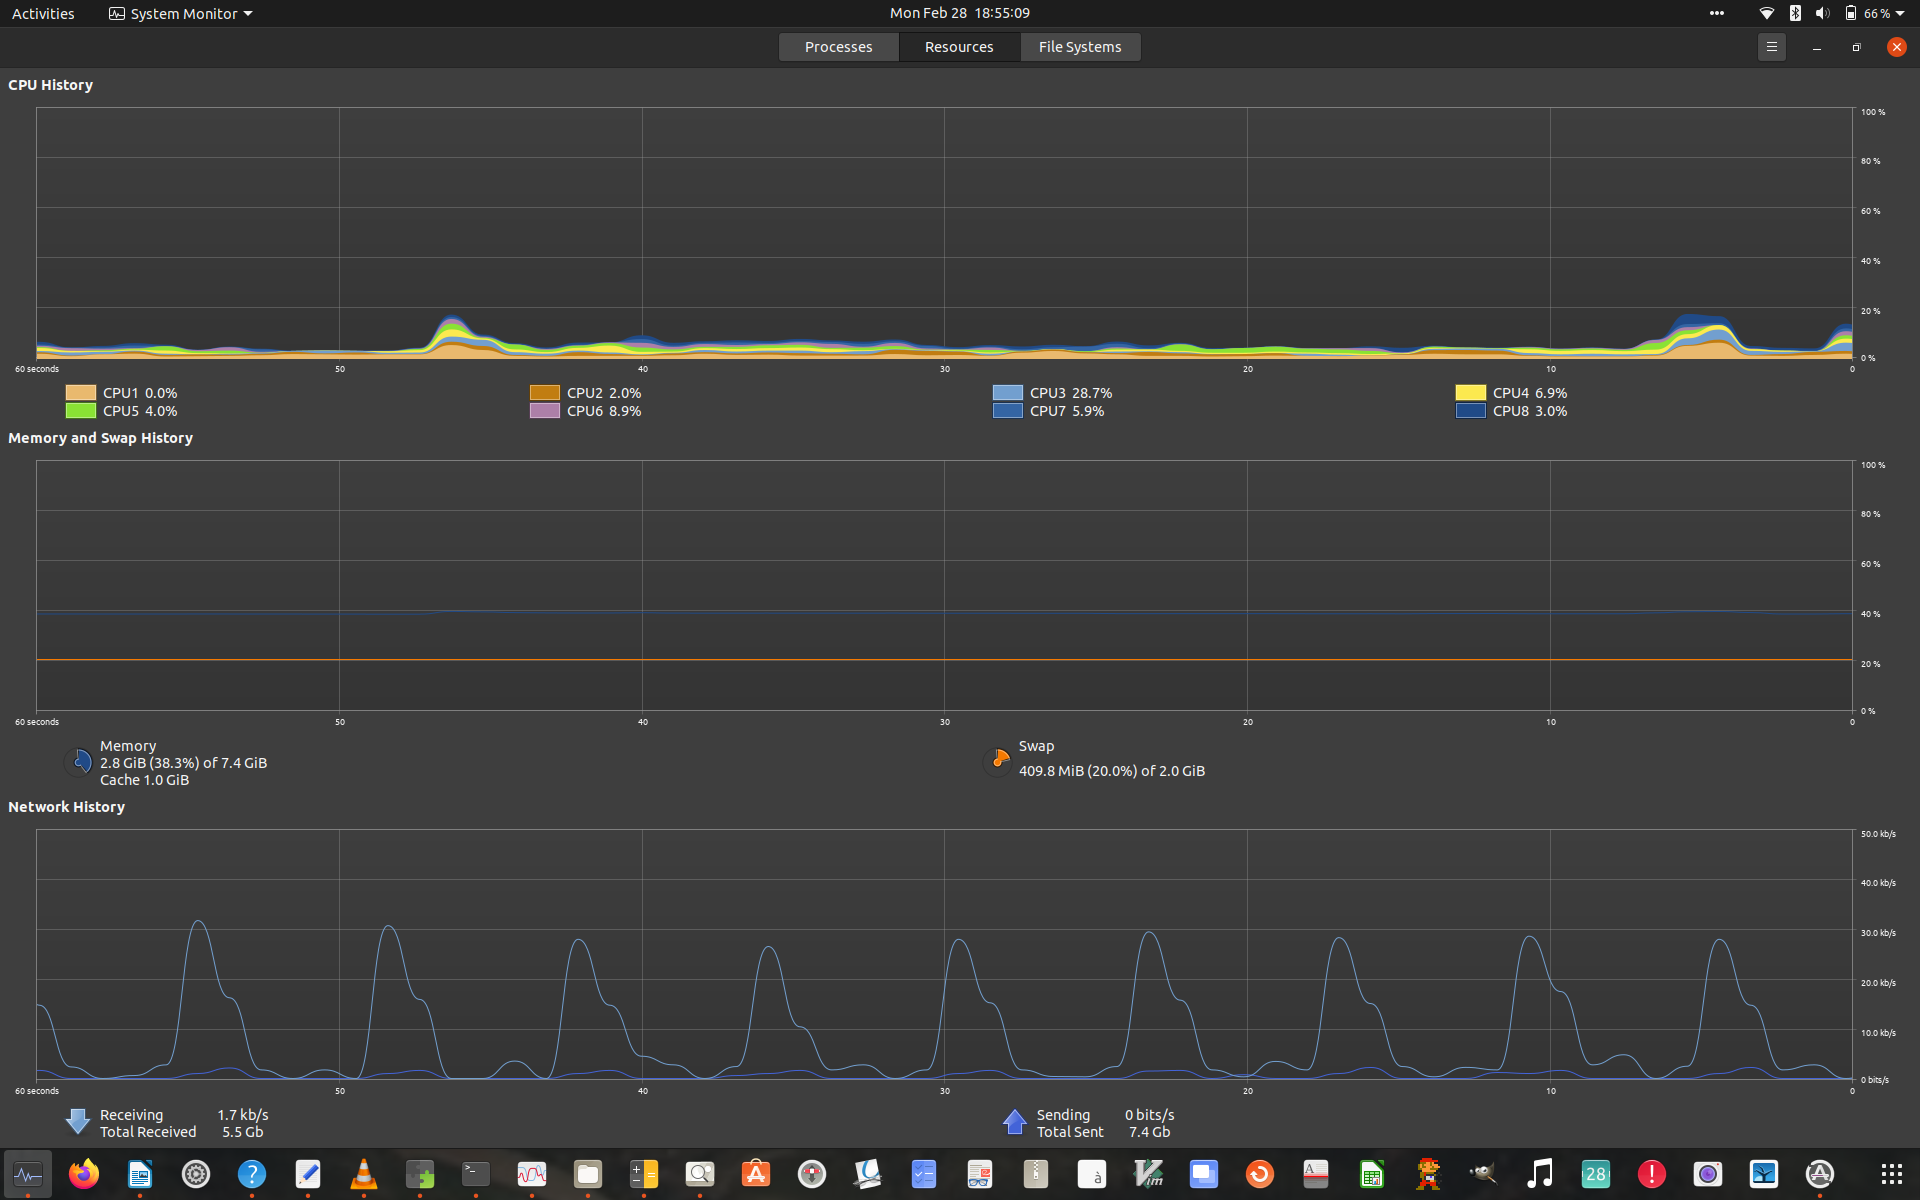 Activities System Monitor Mon Feb 28 18:55:09 66 %
Processes Resources File Systems
CPU History
100 %
80 %
60 %
40 %
20 %
0 %
60 seconds 50 40 30 20 10 0
CPU1 0.0% CPU2 2.0% CPU3 28.7% CPU4 6.9%
CPU5 4.0% CPU6 8.9% CPU7 5.9% CPU8 3.0%
Memory and Swap History
100 %
80 %
60 %
40 %
20 %
0 %
60 seconds 50 40 30 20 10 0
Memory
2.8 GiB (38.3%) of 7.4 GiB
Cache 1.0 GiB
Swap
409.8 MiB (20.0%) of 2.0 GiB
Network History
50.0 kb/s
40.0 kb/s
30.0 kb/s
20.0 kb/s
10.0 kb/s
0 bits/s
60 seconds 50 40 30 20 10 0
Receiving 1.7 kb/s
Total Received 5.5 Gb
Sending 0 bits/s
Total Sent 7.4 Gb
? >_ à Vim A 28 !